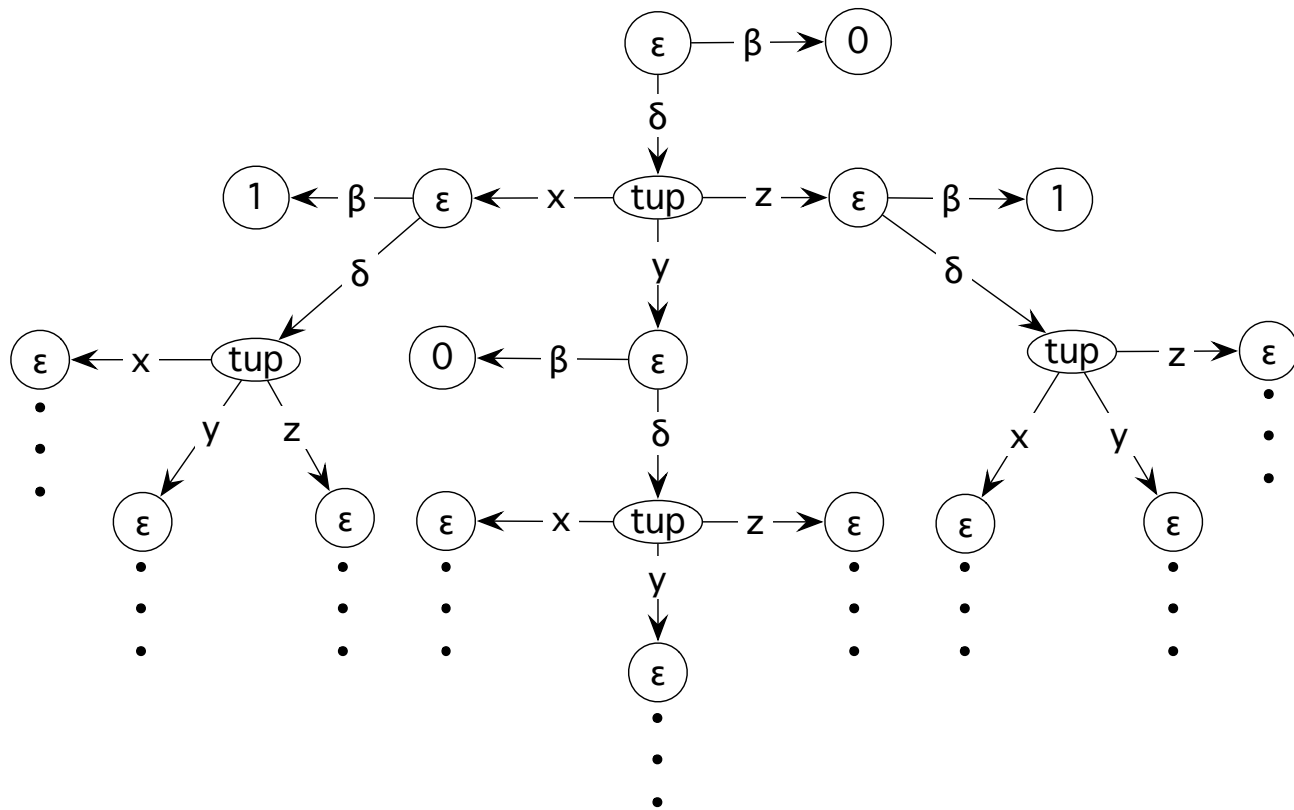 ε β 0
δ
1 β ε x tup z ε β 1
δ y δ
ε x tup 0 β ε tup z ε
y z δ x y
ε ε ε x tup z ε ε ε
y
ε